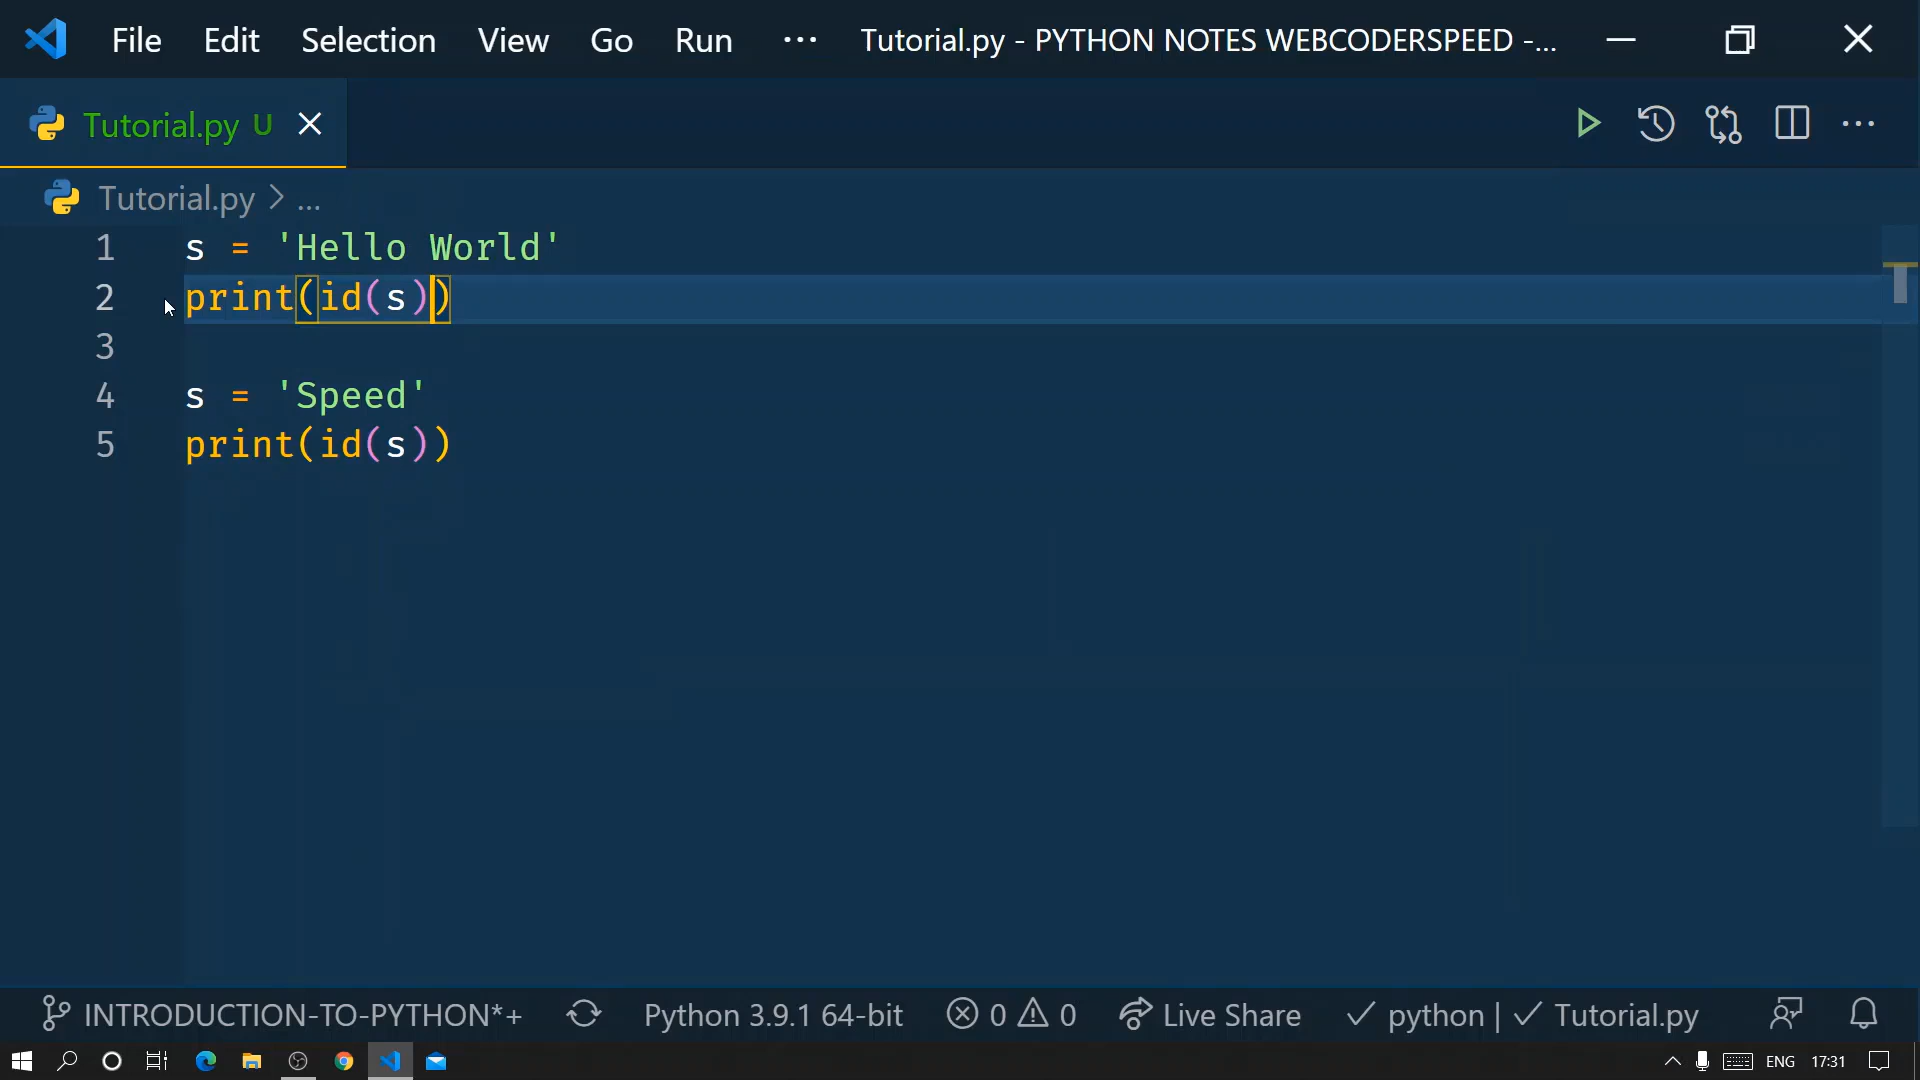 File Edit Selection View Go Run ··· Tutorial.py - PYTHON NOTES WEBCODERSPEED -...
Tutorial.py U
Tutorial.py > ...
1 s = 'Hello World'
2 print(id(s))
3
4 s = 'Speed'
5 print(id(s))
INTRODUCTION-TO-PYTHON*+ Python 3.9.1 64-bit 0 0 Live Share ✓ python | ✓ Tutorial.py
ENG 17:31